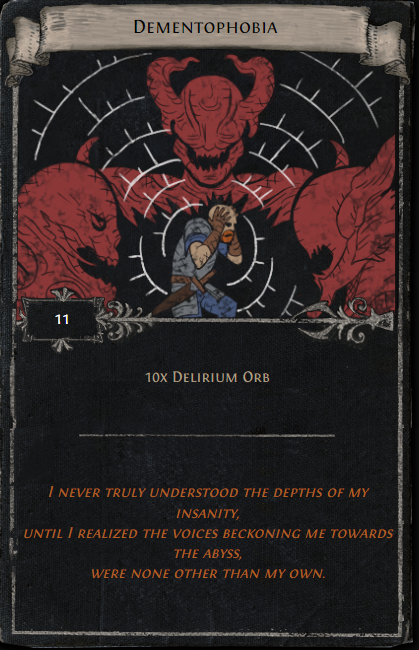 Dementophobia
11
10x Delirium Orb
I never truly understood the depths of my
insanity,
until I realized the voices beckoning me towards
the abyss,
were none other than my own.